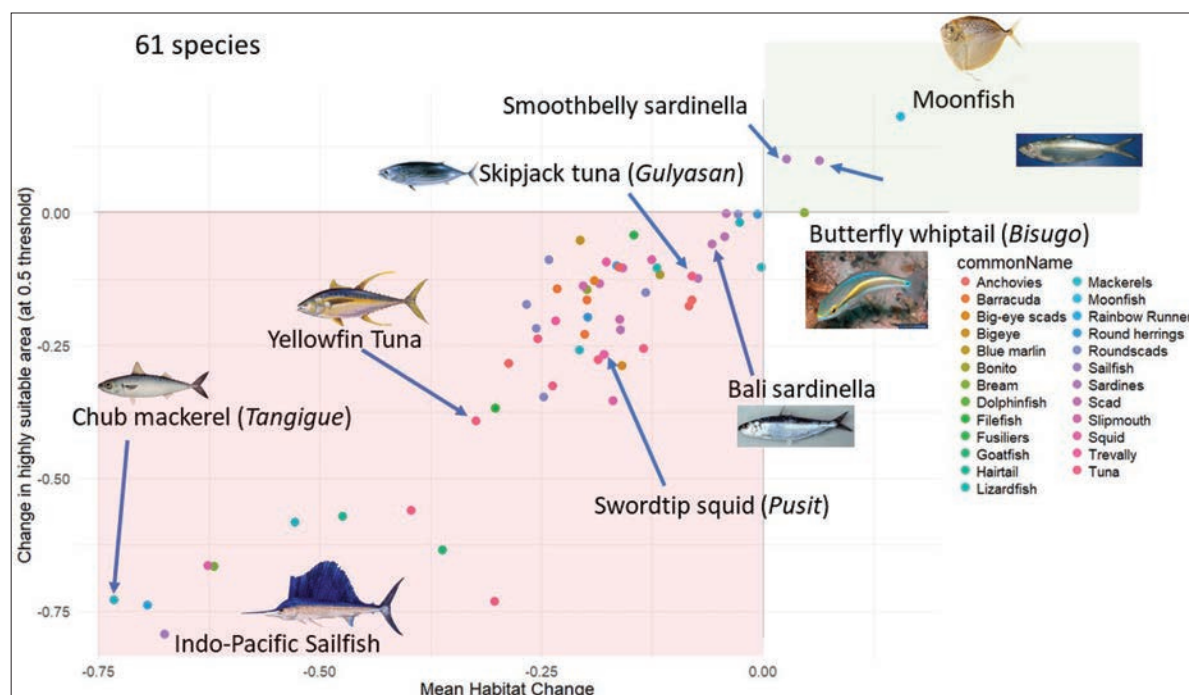 61 species
Moonfish
Smoothbelly sardinella
Skipjack tuna (Gulyasan)
0.00
Butterfly whiptail (Bisugo)
commonName
Anchovies
Barracuda
Big-eye scads
Bigeye
Blue marlin
Bonito
Bream
Dolphinfish
Filefish
Fusiliers
Goatfish
Hairtail
Lizardfish
Mackerels
Moonfish
Rainbow Runner
Round herrings
Roundscads
Sailfish
Sardines
Scad
Slipmouth
Squid
Trevally
Tuna
Change in highly suitable area (at 0.5 threshold)
-0.25
Yellowfin Tuna
Bali sardinella
Chub mackerel (Tangigue)
-0.50
Swordtip squid (Pusit)
-0.75
Indo-Pacific Sailfish
-0.75
-0.50
-0.25
0.00
Mean Habitat Change